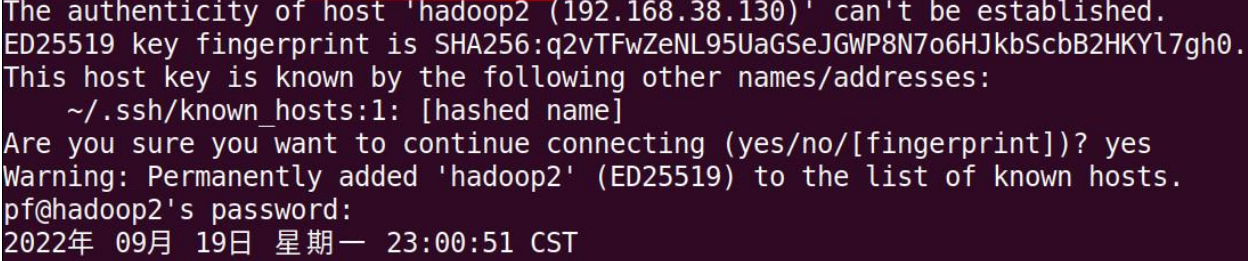 The authenticity of host 'hadoop2 (192.168.38.130)' can't be established.
ED25519 key fingerprint is SHA256:q2vTFwZeNL95UaGSeJGWP8N7o6HJkbScbB2HKYl7gh0.
This host key is known by the following other names/addresses:
    ~/.ssh/known_hosts:1: [hashed name]
Are you sure you want to continue connecting (yes/no/[fingerprint])? yes
Warning: Permanently added 'hadoop2' (ED25519) to the list of known hosts.
pf@hadoop2's password:
2022年 09月 19日 星期一 23:00:51 CST